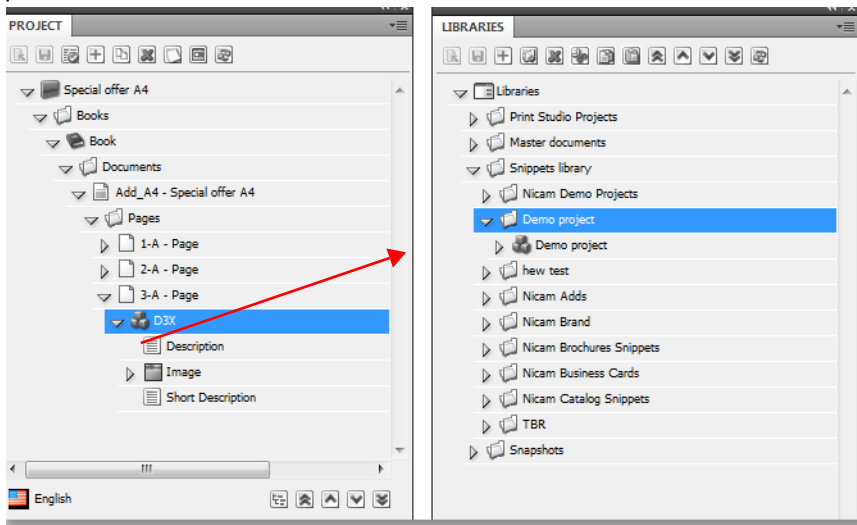 PROJECT
Special offer A4
Books
Book
Documents
Add_A4 - Special offer A4
Pages
1-A - Page
2-A - Page
3-A - Page
D3X
Description
Image
Short Description
English
LIBRARIES
Libraries
Print Studio Projects
Master documents
Snippets library
Nicam Demo Projects
Demo project
Demo project
hew test
Nicam Adds
Nicam Brand
Nicam Brochures Snippets
Nicam Business Cards
Nicam Catalog Snippets
TBR
Snapshots